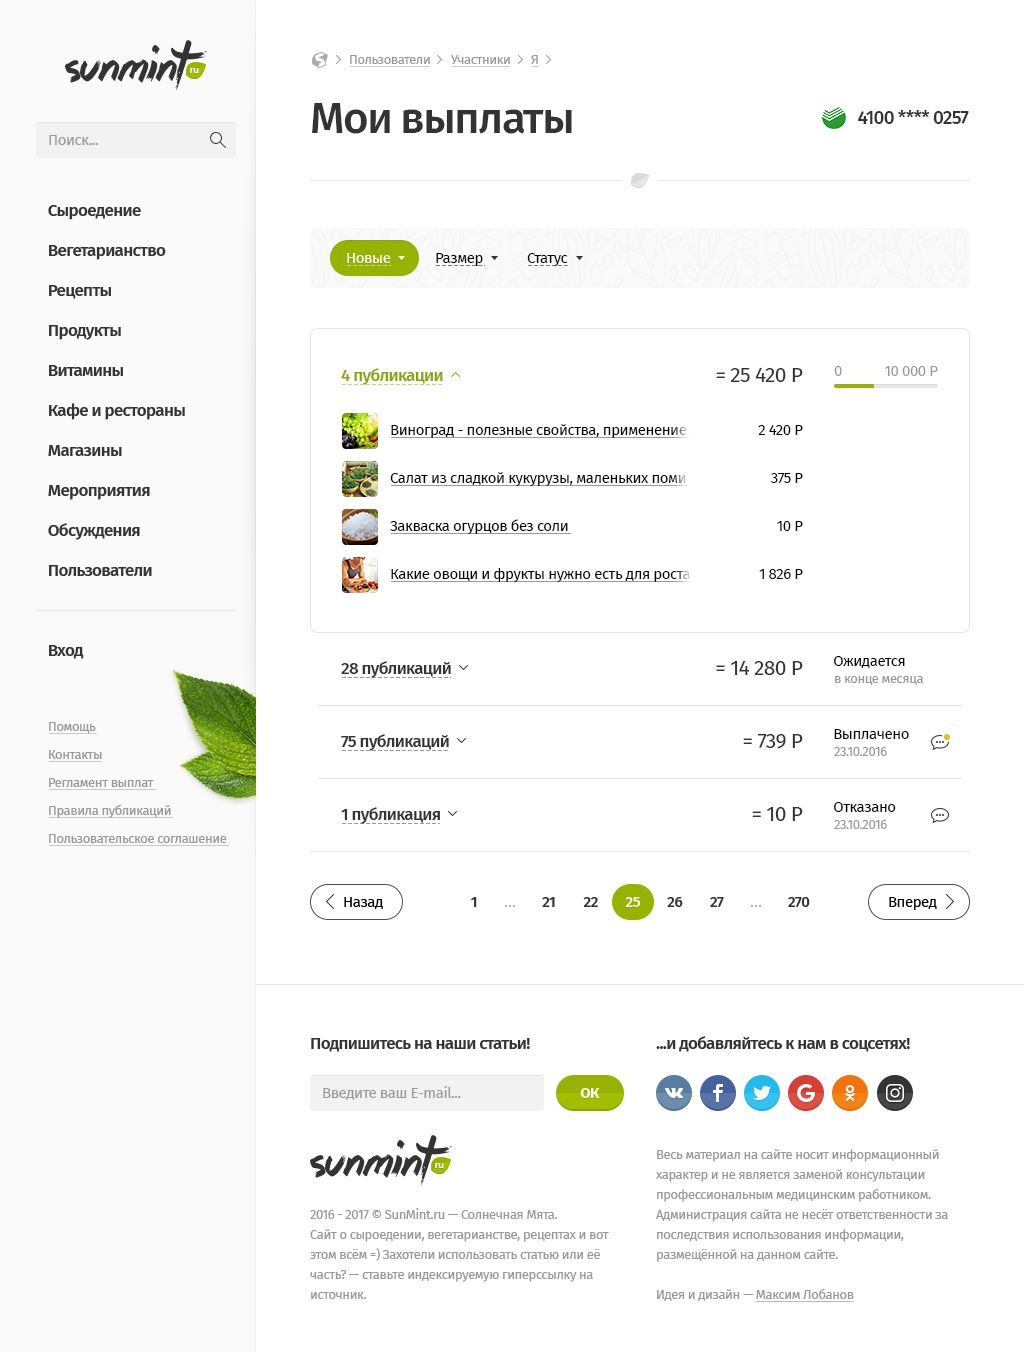 sunmint ru
Поиск...
Сыроедение
Вегетарианство
Рецепты
Продукты
Витамины
Кафе и рестораны
Магазины
Мероприятия
Обсуждения
Пользователи
Вход
Помощь
Контакты
Регламент выплат
Правила публикаций
Пользовательское соглашение
Пользователи Участники Я
Мои выплаты
4100 **** 0257
Новые Размер Статус
4 публикации = 25 420 Р 0 10 000 Р
Виноград - полезные свойства, применение 2 420 Р
Салат из сладкой кукурузы, маленьких поми 375 Р
Закваска огурцов без соли 10 Р
Какие овощи и фрукты нужно есть для роста 1 826 Р
28 публикаций = 14 280 Р Ожидается
в конце месяца
75 публикаций = 739 Р Выплачено
23.10.2016
1 публикация = 10 Р Отказано
23.10.2016
Назад 1 ... 21 22 25 26 27 ... 270 Вперед
Подпишитесь на наши статьи!
Введите ваш E-mail... ОК
sunmint ru
2016 - 2017 © SunMint.ru — Солнечная Мята.
Сайт о сыроедении, вегетарианстве, рецептах и вот
этом всём =) Захотели использовать статью или её
часть? — ставьте индексируемую гиперссылку на
источник.
...и добавляйтесь к нам в соцсетях!
Весь материал на сайте носит информационный
характер и не является заменой консультации
профессиональным медицинским работником.
Администрация сайта не несёт ответственности за
последствия использования информации,
размещённой на данном сайте.
Идея и дизайн — Максим Лобанов